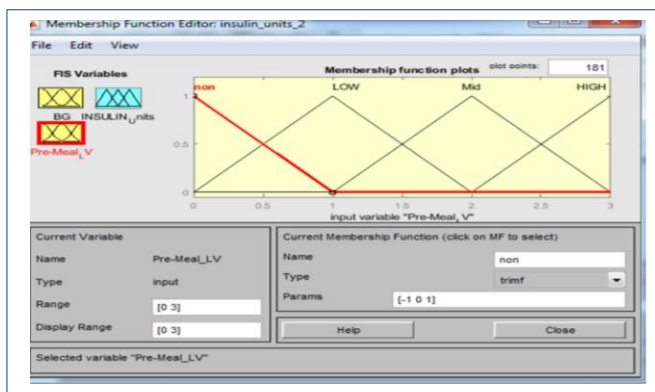 Membership Function Editor: insulin_units_2
File Edit View
FIS Variables
BG INSULIN_Units
Pre-Meal_LV
Membership function plots plot points: 181
non LOW Mid HIGH
1
0.5
0
0 0.5 1 1.5 2 2.5 3
input variable "Pre-Meal_LV"
Current Variable
Name Pre-Meal_LV
Type input
Range [0 3]
Display Range [0 3]
Current Membership Function (click on MF to select)
Name non
Type trimf
Params [-1 0 1]
Help Close
Selected variable "Pre-Meal_LV"